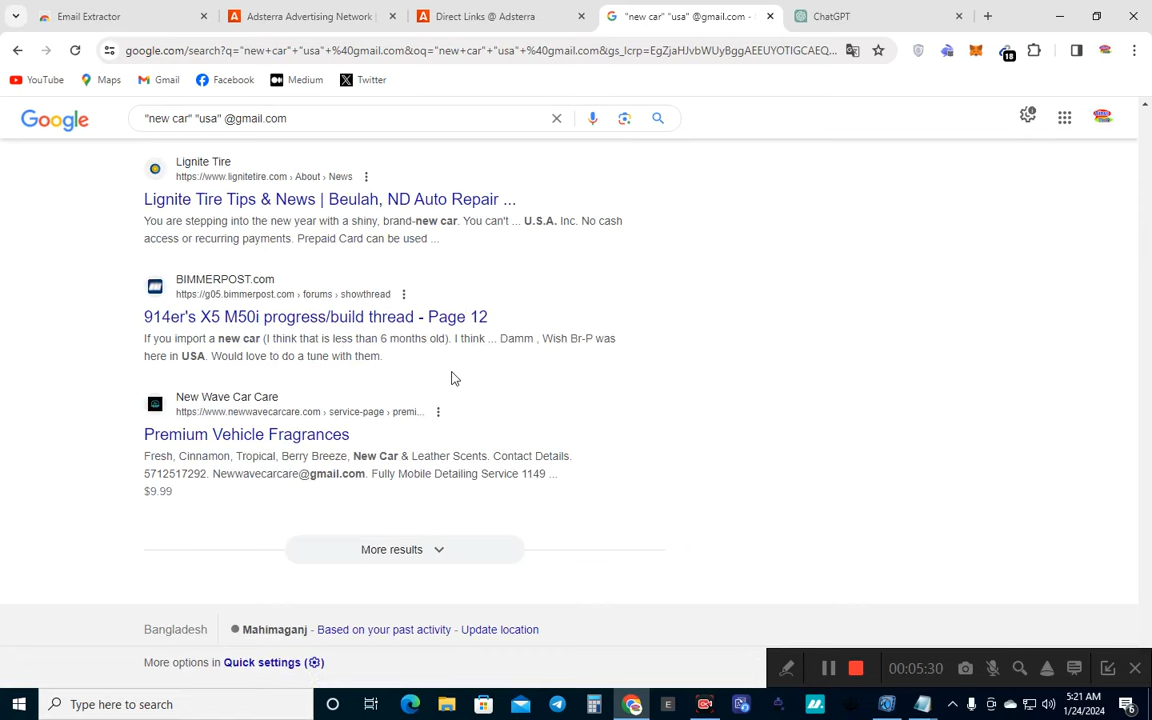 Email Extractor
Adsterra Advertising Network
Direct Links @ Adsterra
"new car" "usa" @gmail.com -
ChatGPT
google.com/search?q="new+car"+"usa"+%40gmail.com&oq="new+car"+"usa"+%40gmail.com&gs_lcrp=EgZjaHJvbWUyBggAEEUYOTIGCAEQ...
18
YouTube
Maps
Gmail
Facebook
Medium
Twitter
Google
"new car" "usa" @gmail.com
Lignite Tire
https://www.lignitetire.com › About › News
Lignite Tire Tips & News | Beulah, ND Auto Repair ...
You are stepping into the new year with a shiny, brand-new car. You can't ... U.S.A. Inc. No cash
access or recurring payments. Prepaid Card can be used ...
BIMMERPOST.com
https://g05.bimmerpost.com › forums › showthread
914er's X5 M50i progress/build thread - Page 12
If you import a new car (I think that is less than 6 months old). I think ... Damm , Wish Br-P was
here in USA. Would love to do a tune with them.
New Wave Car Care
https://www.newwavecarcare.com › service-page › premi...
Premium Vehicle Fragrances
Fresh, Cinnamon, Tropical, Berry Breeze, New Car & Leather Scents. Contact Details.
5712517292. Newwavecarcare@gmail.com. Fully Mobile Detailing Service 1149 ...
$9.99
More results
Bangladesh
Mahimaganj - Based on your past activity - Update location
More options in Quick settings
00:05:30
Type here to search
E
5:21 AM
1/24/2024
6